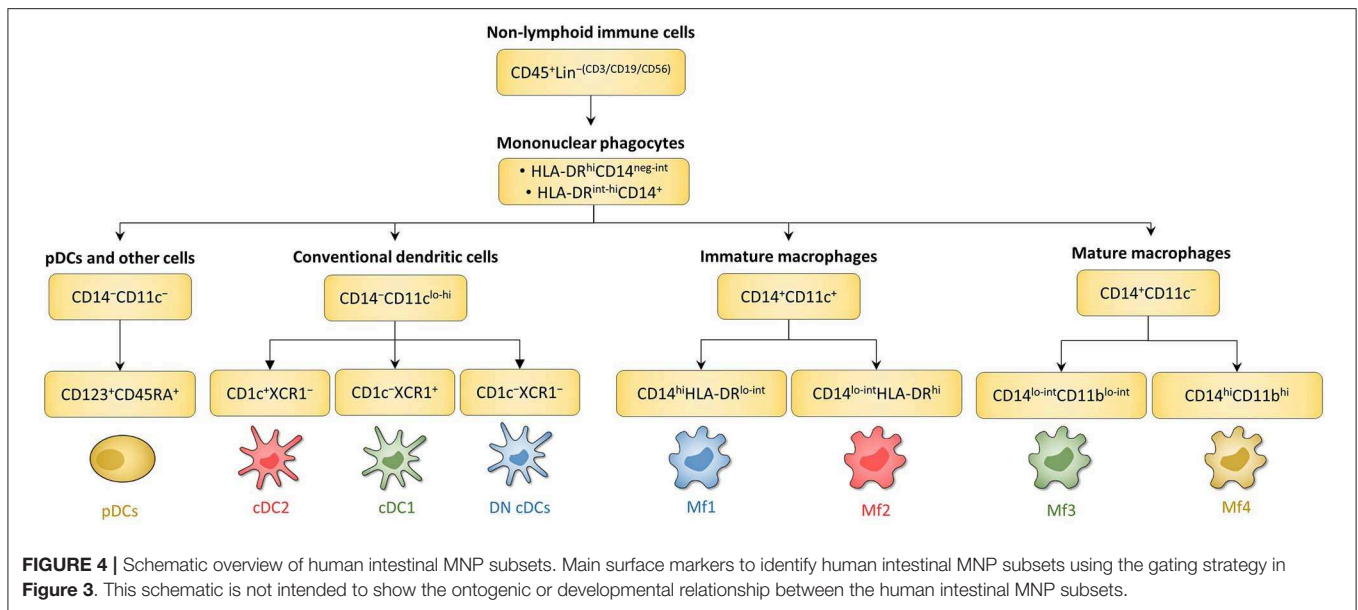 Non-lymphoid immune cells
CD45⁺Lin⁻⁽CD3/CD19/CD56⁾
Mononuclear phagocytes
• HLA-DRʰⁱCD14ⁿᵉᵍ⁻ⁱⁿᵗ
• HLA-DRⁱⁿᵗ⁻ʰⁱCD14⁺
pDCs and other cells
Conventional dendritic cells
Immature macrophages
Mature macrophages
CD14⁻CD11c⁻
CD14⁻CD11cˡᵒ⁻ʰⁱ
CD14⁺CD11c⁺
CD14⁺CD11c⁻
CD123⁺CD45RA⁺
CD1c⁺XCR1⁻
CD1c⁻XCR1⁺
CD1c⁻XCR1⁻
CD14ʰⁱHLA-DRˡᵒ⁻ⁱⁿᵗ
CD14ˡᵒ⁻ⁱⁿᵗHLA-DRʰⁱ
CD14ˡᵒ⁻ⁱⁿᵗCD11bˡᵒ⁻ⁱⁿᵗ
CD14ʰⁱCD11bʰⁱ
pDCs
cDC2
cDC1
DN cDCs
Mf1
Mf2
Mf3
Mf4
FIGURE 4 | Schematic overview of human intestinal MNP subsets. Main surface markers to identify human intestinal MNP subsets using the gating strategy in
Figure 3. This schematic is not intended to show the ontogenic or developmental relationship between the human intestinal MNP subsets.